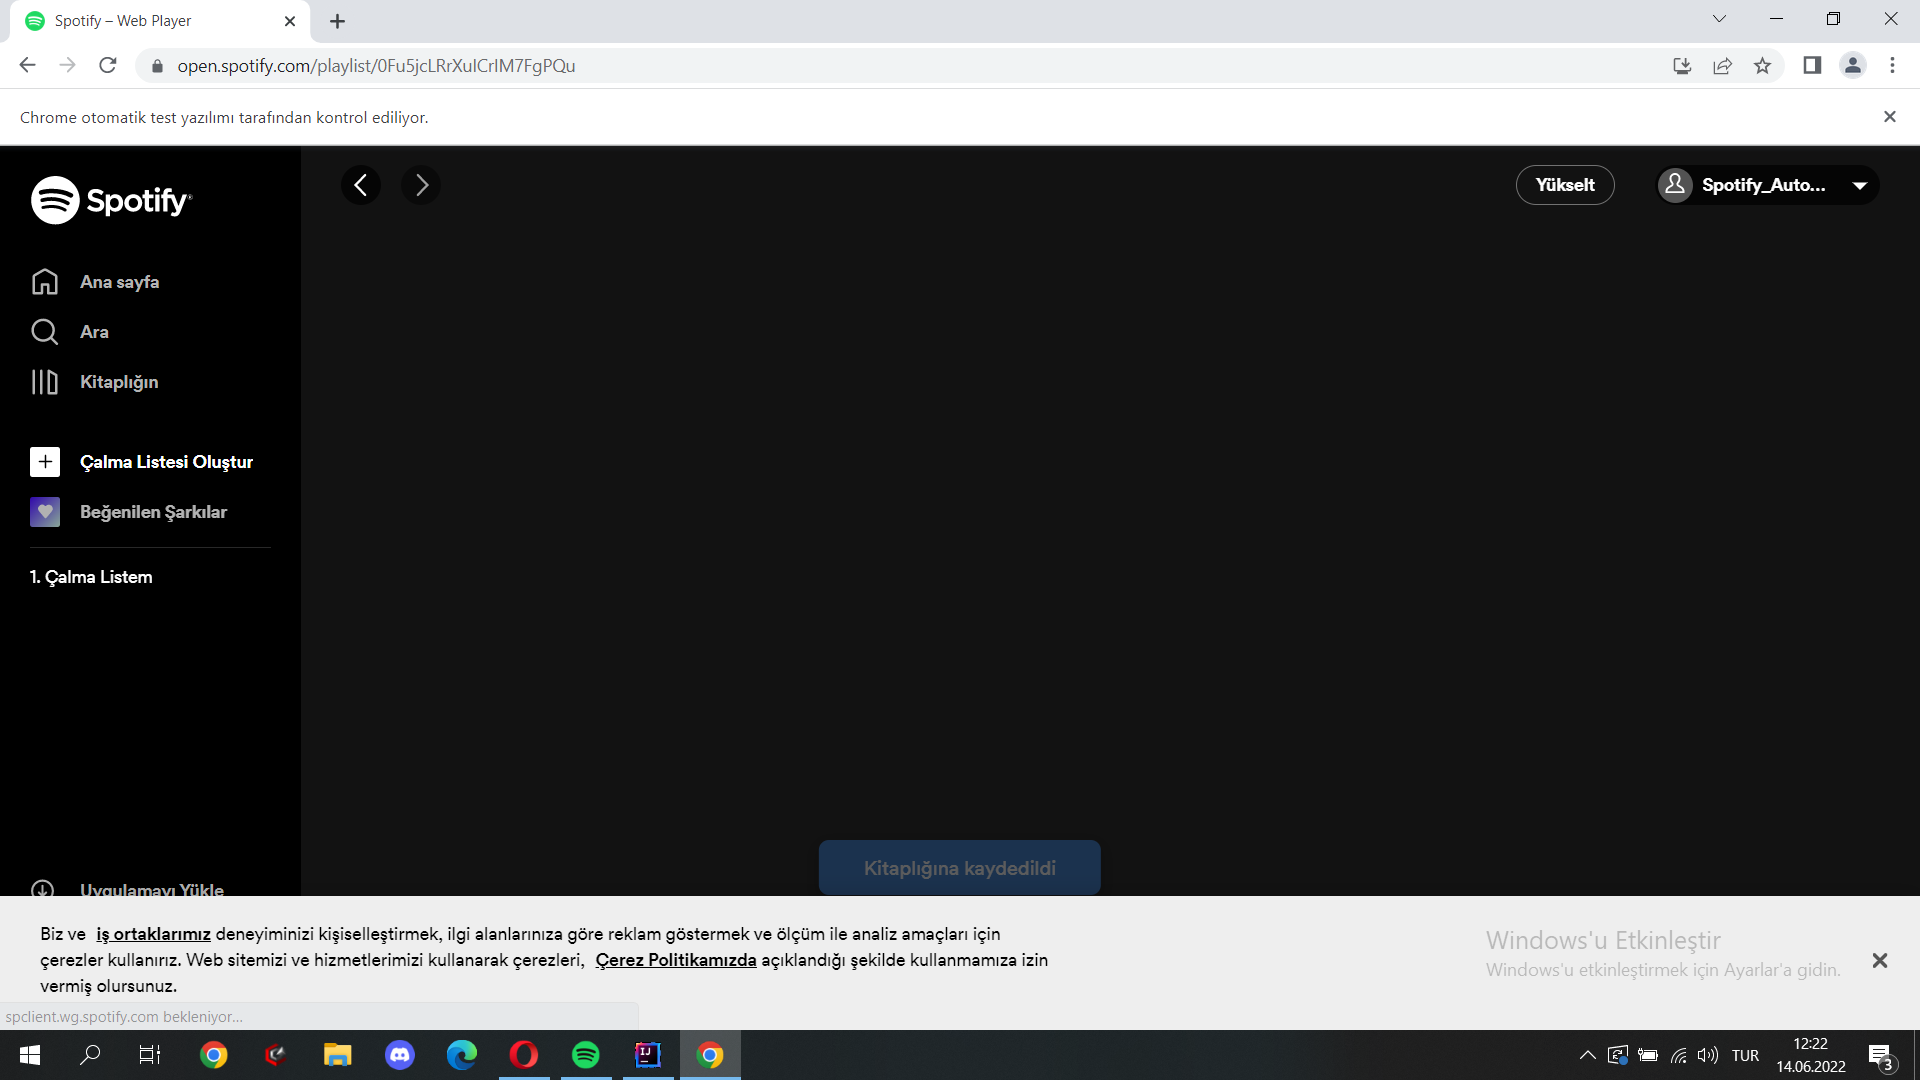 Spotify – Web Player
open.spotify.com/playlist/0Fu5jcLRrXuICrIM7FgPQu
Chrome otomatik test yazılımı tarafından kontrol ediliyor.
Spotify
Yükselt
Spotify_Auto...
Ana sayfa
Ara
Kitaplığın
Çalma Listesi Oluştur
Beğenilen Şarkılar
1. Çalma Listem
Kitaplığına kaydedildi
Uygulamayı Yükle
Biz ve iş ortaklarımız deneyiminizi kişiselleştirmek, ilgi alanlarınıza göre reklam göstermek ve ölçüm ile analiz amaçları için
çerezler kullanırız. Web sitemizi ve hizmetlerimizi kullanarak çerezleri, Çerez Politikamızda açıklandığı şekilde kullanmamıza izin
vermiş olursunuz.
Windows'u Etkinleştir
Windows'u etkinleştirmek için Ayarlar'a gidin.
spclient.wg.spotify.com bekleniyor...
IJ
TUR
12:22
14.06.2022
3